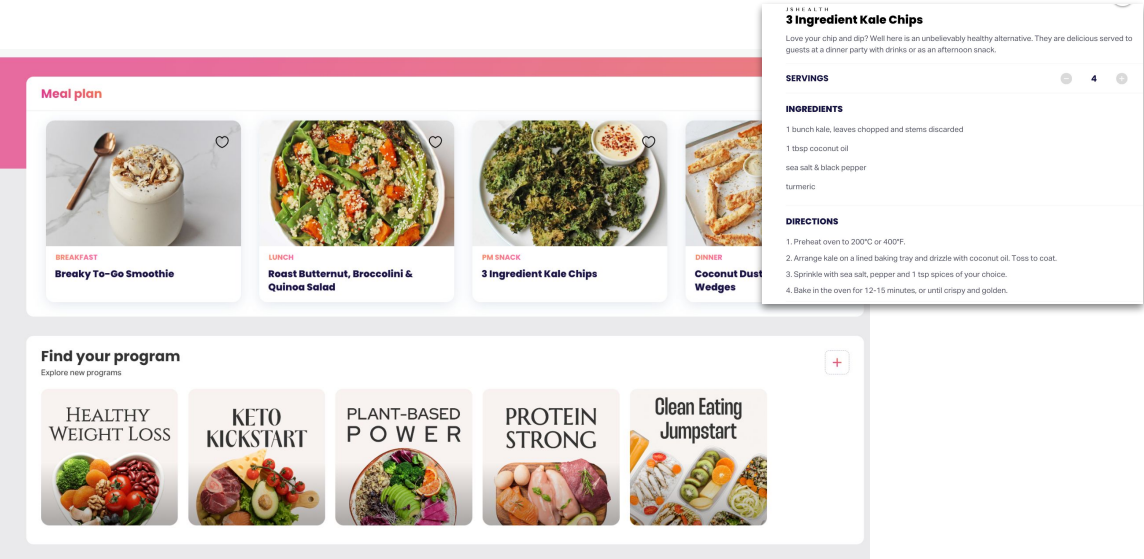 Meal plan
BREAKFAST
Breaky To-Go Smoothie
LUNCH
Roast Butternut, Broccolini &
Quinoa Salad
PM SNACK
3 Ingredient Kale Chips
DINNER
Coconut Dust
Wedges
JSHEALTH
3 Ingredient Kale Chips
Love your chip and dip? Well here is an unbelievably healthy alternative. They are delicious served to
guests at a dinner party with drinks or as an afternoon snack.
SERVINGS
4
INGREDIENTS
1 bunch kale, leaves chopped and stems discarded
1 tbsp coconut oil
sea salt & black pepper
turmeric
DIRECTIONS
1. Preheat oven to 200°C or 400°F.
2. Arrange kale on a lined baking tray and drizzle with coconut oil. Toss to coat.
3. Sprinkle with sea salt, pepper and 1 tsp spices of your choice.
4. Bake in the oven for 12-15 minutes, or until crispy and golden.
Find your program
Explore new programs
HEALTHY
WEIGHT LOSS
KETO
KICKSTART
PLANT-BASED
POWER
PROTEIN
STRONG
Clean Eating
Jumpstart